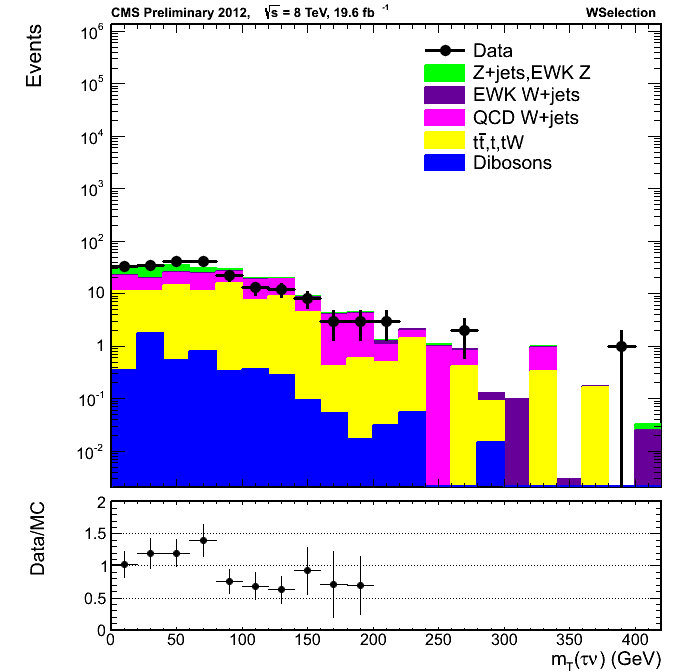 CMS Preliminary 2012, √s = 8 TeV, 19.6 fb⁻¹ WSelection
Events
10⁶
10⁵
10⁴
10³
10²
10
1
10⁻¹
10⁻²
Data
Z+jets,EWK Z
EWK W+jets
QCD W+jets
tt̄,t,tW
Dibosons
Data/MC
2
1.5
1
0.5
0
0 50 100 150 200 250 300 350 400
m_T(τν) (GeV)